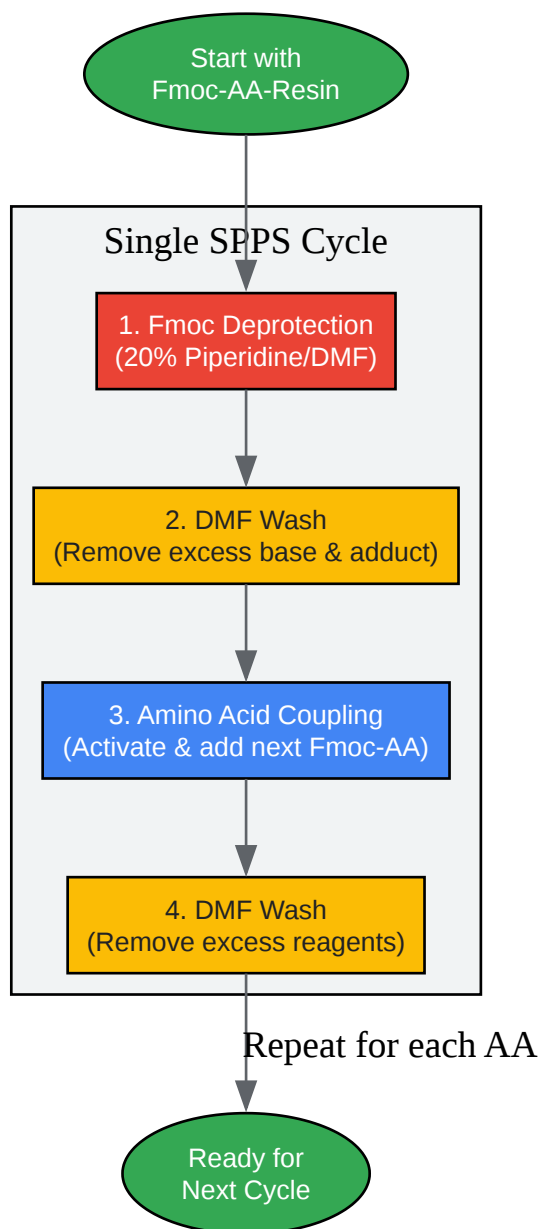 Start with
Fmoc-AA-Resin
Single SPPS Cycle
1. Fmoc Deprotection
(20% Piperidine/DMF)
2. DMF Wash
(Remove excess base & adduct)
3. Amino Acid Coupling
(Activate & add next Fmoc-AA)
4. DMF Wash
(Remove excess reagents)
Repeat for each AA
Ready for
Next Cycle